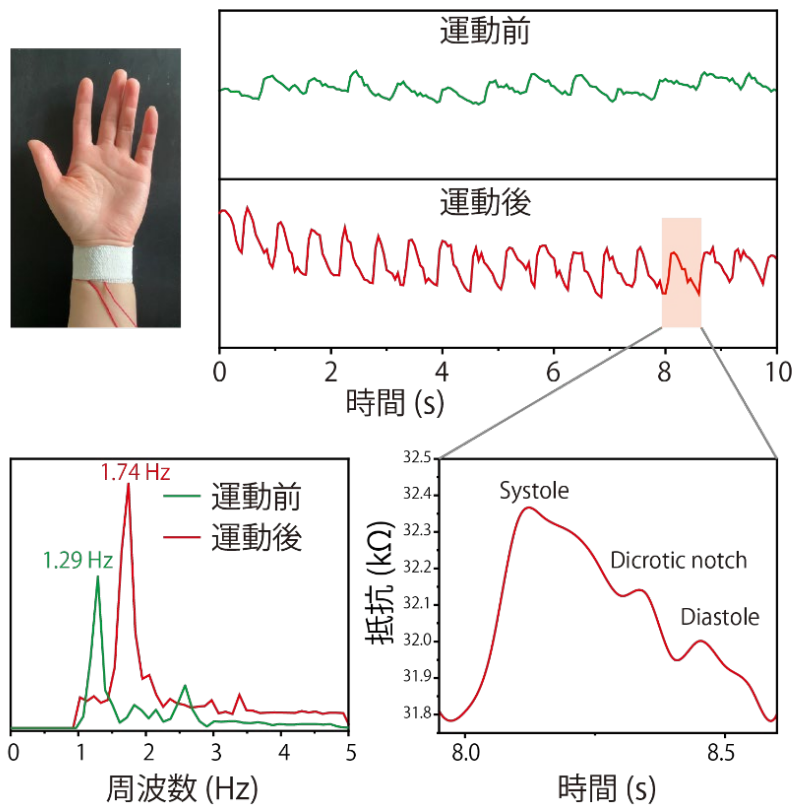 運動前
運動後
0 2 4 6 8 10
時間 (s)
1.74 Hz
運動前
運動後
1.29 Hz
0 1 2 3 4 5
周波数 (Hz)
32.5
32.4
32.3
32.2
32.1
32.0
31.9
31.8
抵抗 (kΩ)
Systole
Dicrotic notch
Diastole
8.0 8.5
時間 (s)